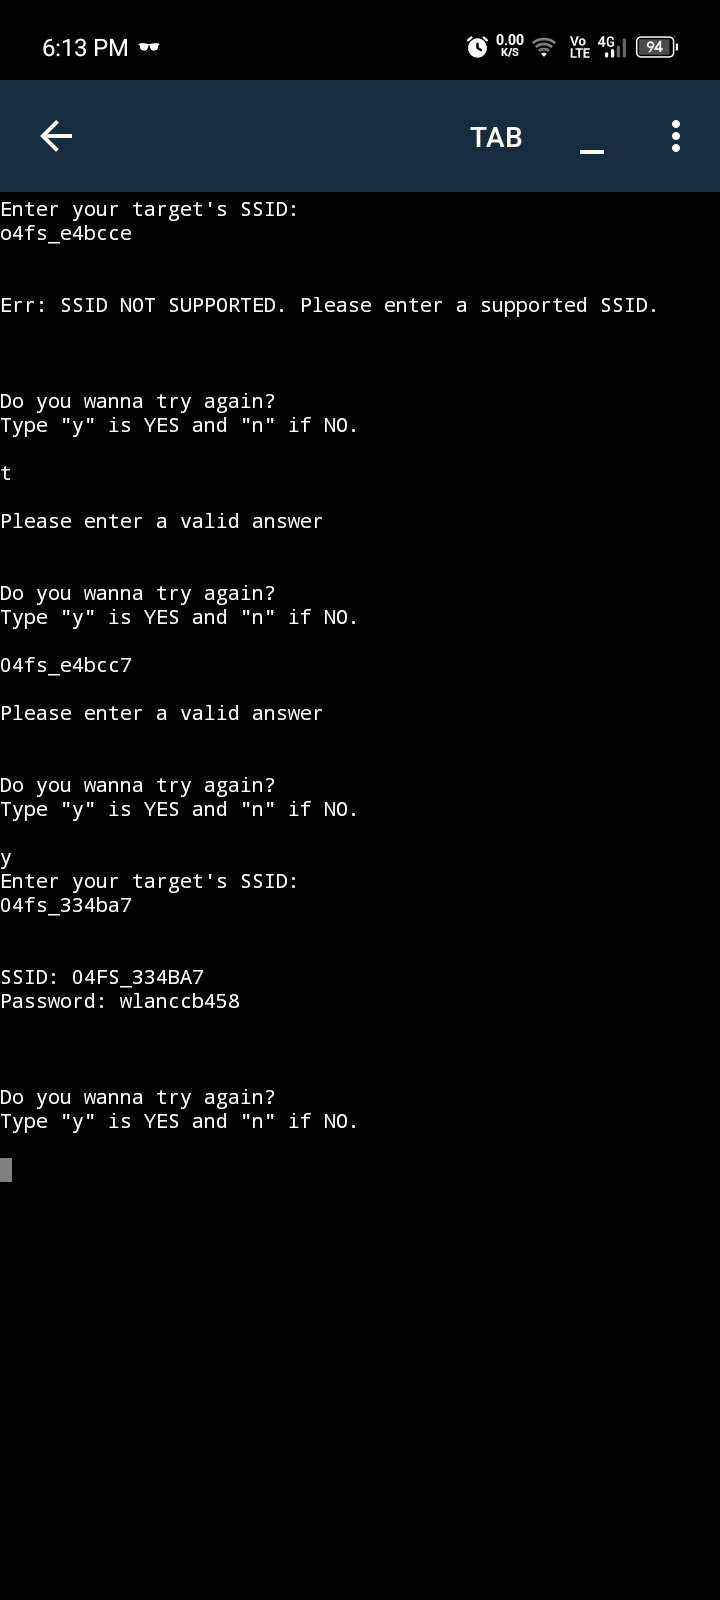 6:13 PM
0.00 K/S
Vo LTE
4G
94
TAB
Enter your target's SSID:
o4fs_e4bcce
Err: SSID NOT SUPPORTED. Please enter a supported SSID.
Do you wanna try again?
Type "y" is YES and "n" if NO.
t
Please enter a valid answer
Do you wanna try again?
Type "y" is YES and "n" if NO.
04fs_e4bcc7
Please enter a valid answer
Do you wanna try again?
Type "y" is YES and "n" if NO.
y
Enter your target's SSID:
04fs_334ba7
SSID: 04FS_334BA7
Password: wlanccb458
Do you wanna try again?
Type "y" is YES and "n" if NO.